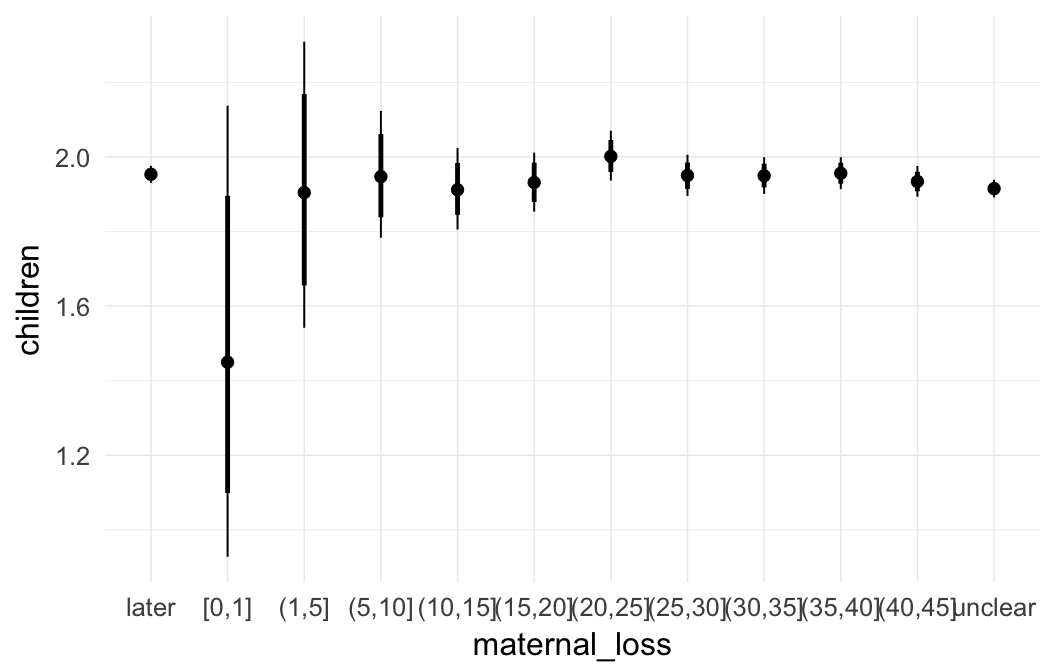 children
2.0
1.6
1.2
later [0,1] (1,5] (5,10] (10,15] (15,20] (20,25] (25,30] (30,35] (35,40] (40,45] unclear
maternal_loss